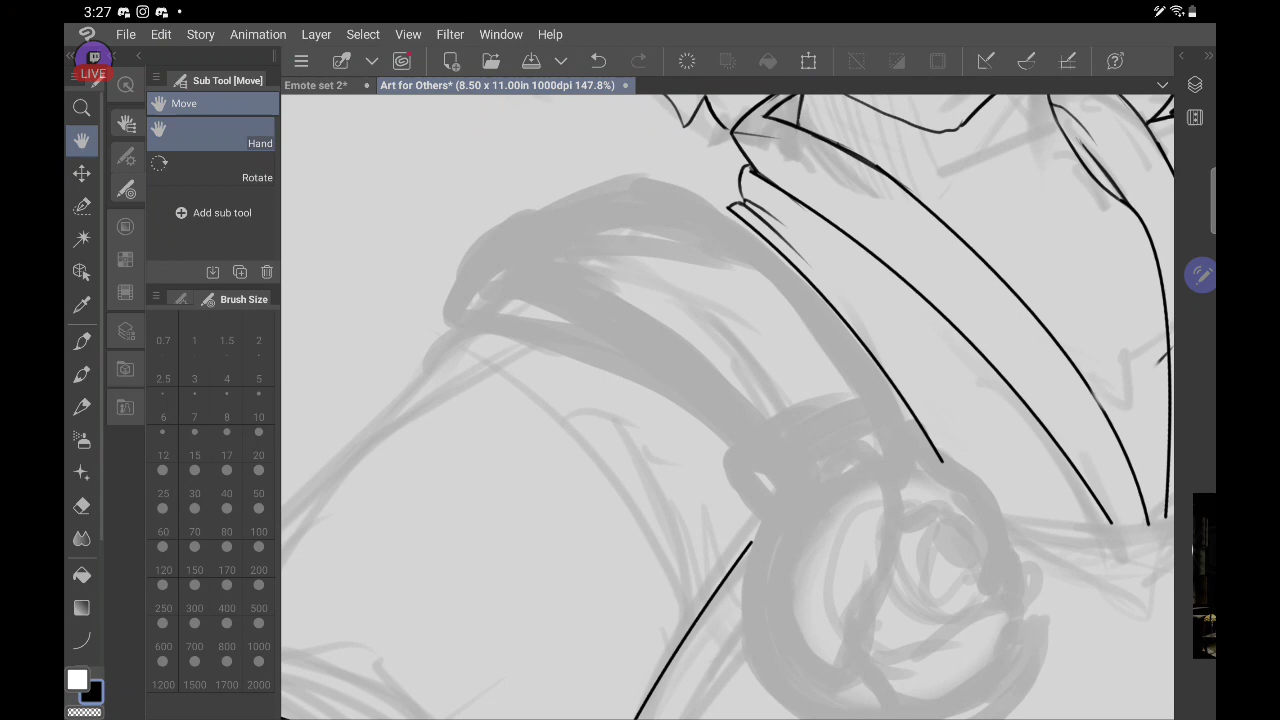 3:27
File Edit Story Animation Layer Select View Filter Window Help
LIVE
Sub Tool [Move]
Emote set 2*
Art for Others* (8.50 x 11.00in 1000dpi 147.8%)
Move
Hand
Rotate
Add sub tool
Brush Size
0.7 1 1.5 2
2.5 3 4 5
6 7 8 10
12 15 17 20
25 30 40 50
60 70 80 100
120 150 170 200
250 300 400 500
600 700 800 1000
1200 1500 1700 2000